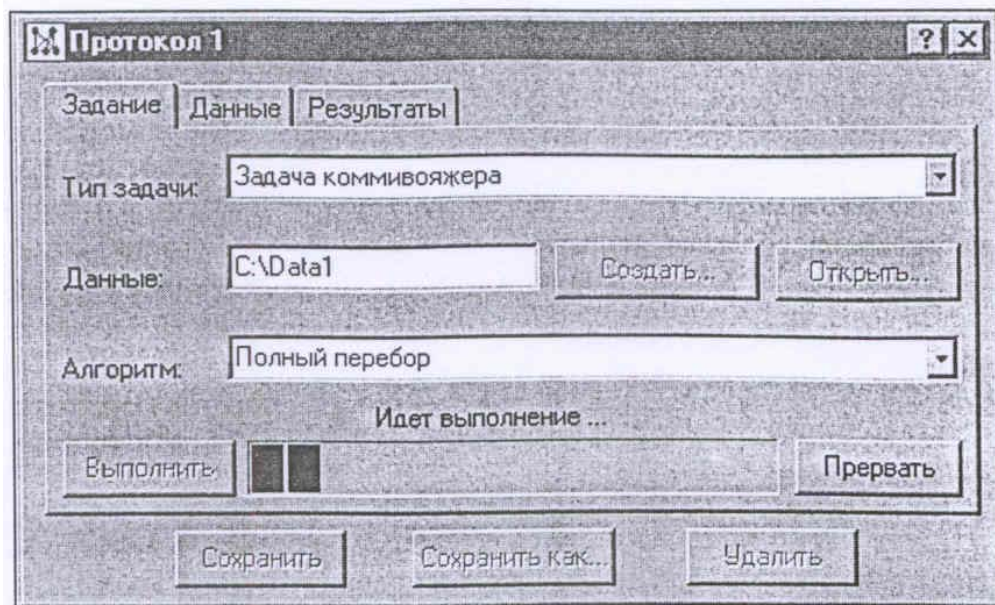 Протокол 1
Задание Данные Результаты
Тип задачи: Задача коммивояжера
Данные: C:\Data1 Создать... Открыть...
Алгоритм: Полный перебор
Идет выполнение ...
Выполнить Прервать
Сохранить Сохранить как... Удалить